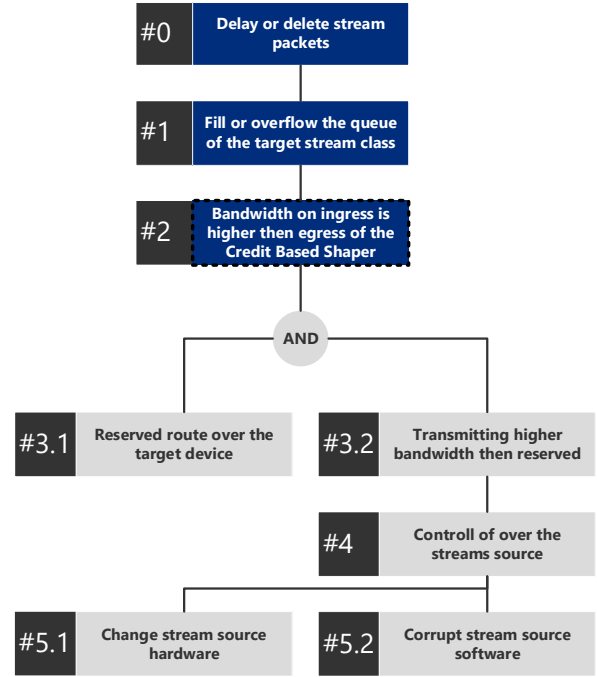 #0
Delay or delete stream
packets
#1
Fill or overflow the queue
of the target stream class
#2
Bandwidth on ingress is
higher then egress of the
Credit Based Shaper
AND
#3.1
Reserved route over the
target device
#3.2
Transmitting higher
bandwidth then reserved
#4
Controll of over the
streams source
#5.1
Change stream source
hardware
#5.2
Corrupt stream source
software